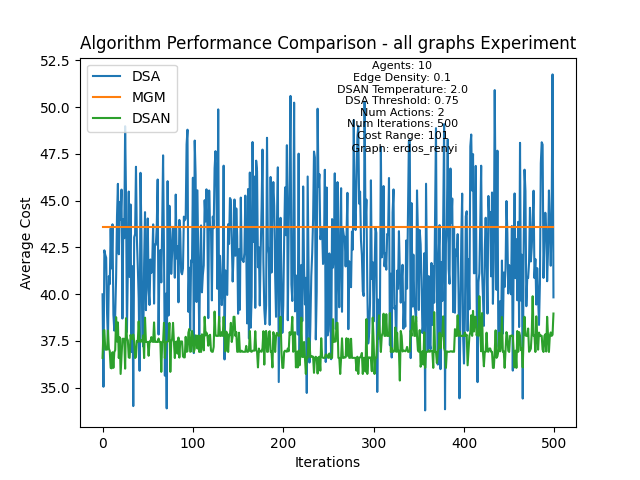 Algorithm Performance Comparison - all graphs Experiment
DSA
MGM
DSAN
Agents: 10
Edge Density: 0.1
DSAN Temperature: 2.0
DSA Threshold: 0.75
Num Actions: 2
Num Iterations: 500
Cost Range: 101
Graph: erdos_renyi
Average Cost
52.5
50.0
47.5
45.0
42.5
40.0
37.5
35.0
0 100 200 300 400 500
Iterations